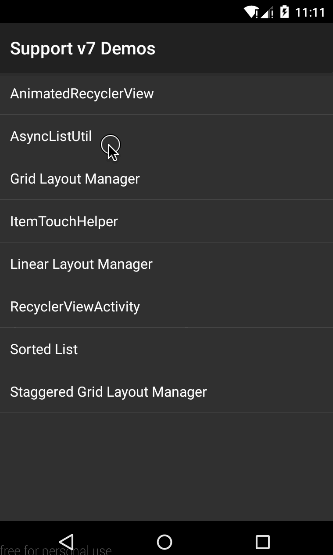 11:11
Support v7 Demos
AnimatedRecyclerView
AsyncListUtil
Grid Layout Manager
ItemTouchHelper
Linear Layout Manager
RecyclerViewActivity
Sorted List
Staggered Grid Layout Manager
free for personal use